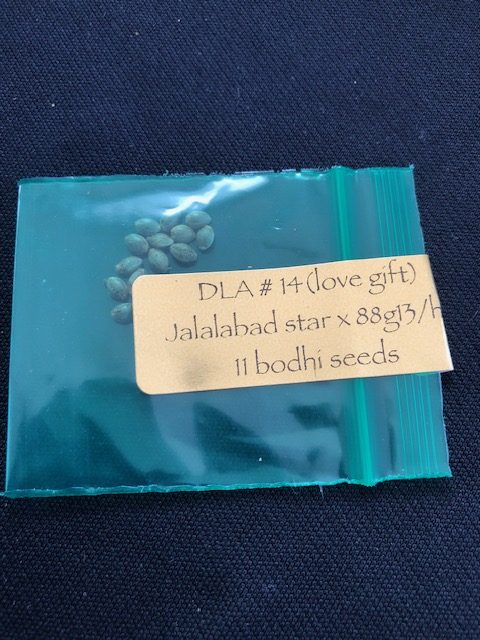 DLA # 14 (love gift)
Jalalabad star x 88g13/h
11 bodhi seeds